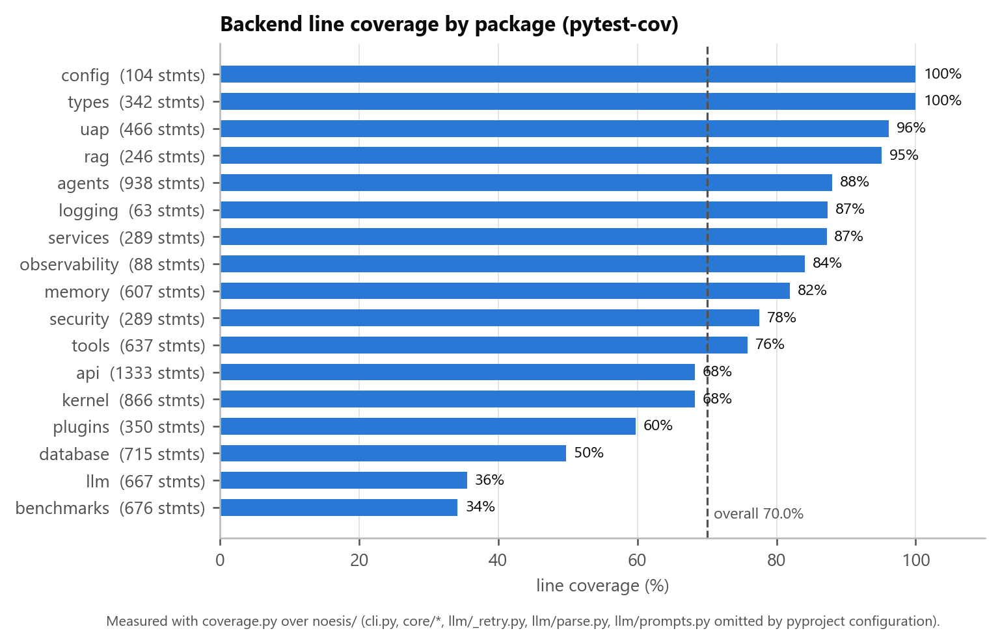 Backend line coverage by package (pytest-cov)
config (104 stmts) 100%
types (342 stmts) 100%
uap (466 stmts) 96%
rag (246 stmts) 95%
agents (938 stmts) 88%
logging (63 stmts) 87%
services (289 stmts) 87%
observability (88 stmts) 84%
memory (607 stmts) 82%
security (289 stmts) 78%
tools (637 stmts) 76%
api (1333 stmts) 68%
kernel (866 stmts) 68%
plugins (350 stmts) 60%
database (715 stmts) 50%
llm (667 stmts) 36%
benchmarks (676 stmts) 34%
overall 70.0%
0 20 40 60 80 100
line coverage (%)
Measured with coverage.py over noesis/ (cli.py, core/*, llm/_retry.py, llm/parse.py, llm/prompts.py omitted by pyproject configuration).